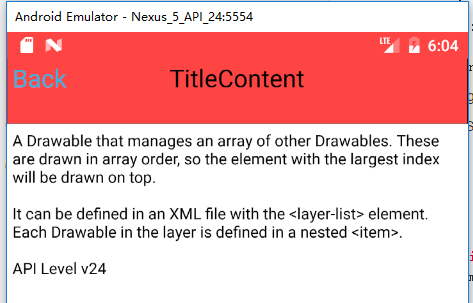 Android Emulator - Nexus_5_API_24:5554
LTE 6:04
Back TitleContent
A Drawable that manages an array of other Drawables. These
are drawn in array order, so the element with the largest index
will be drawn on top.
It can be defined in an XML file with the <layer-list> element.
Each Drawable in the layer is defined in a nested <item>.
API Level v24